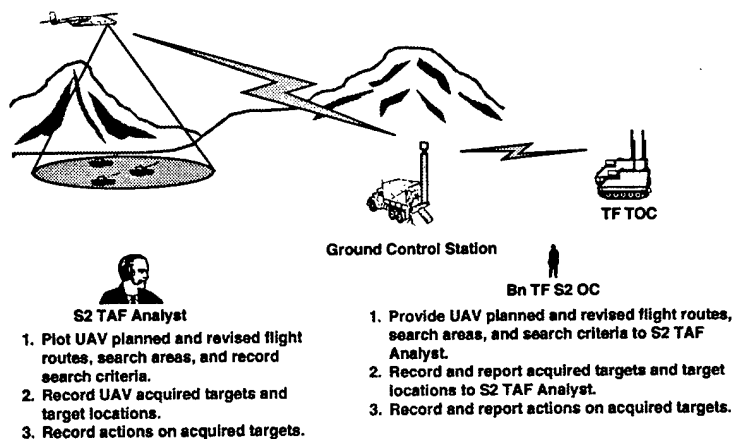 TF TOC
Ground Control Station
S2 TAF Analyst
1. Plot UAV planned and revised flight
routes, search areas, and record
search criteria.
2. Record UAV acquired targets and
target locations.
3. Record actions on acquired targets.
Bn TF S2 OC
1. Provide UAV planned and revised flight routes,
search areas, and search criteria to S2 TAF
Analyst.
2. Record and report acquired targets and target
locations to S2 TAF Analyst.
3. Record and report actions on acquired targets.